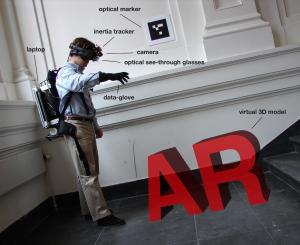 optical marker
inertia tracker
laptop
camera
optical see-through glasses
data-glove
virtual 3D model
AR